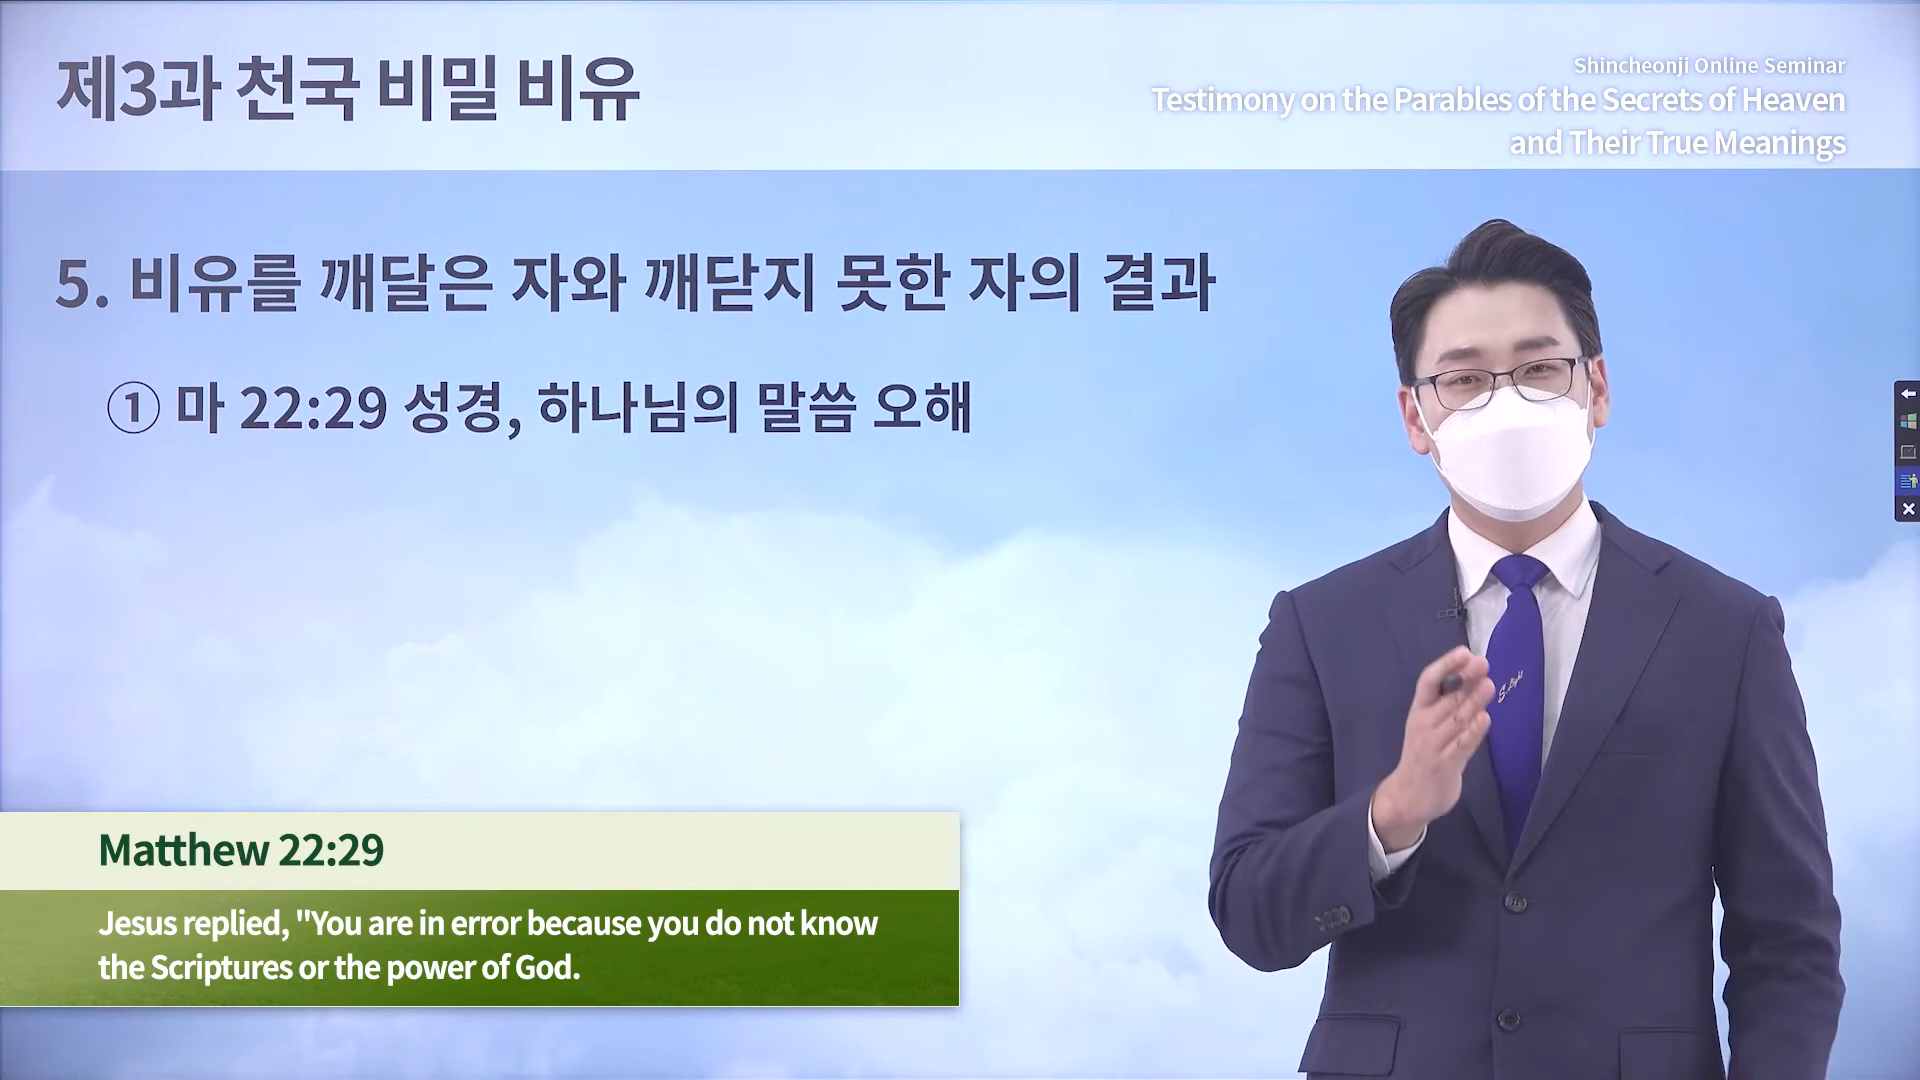 제3과 천국 비밀 비유
Shincheonji Online Seminar
Testimony on the Parables of the Secrets of Heaven
and Their True Meanings
5. 비유를 깨달은 자와 깨닫지 못한 자의 결과
① 마 22:29 성경, 하나님의 말씀 오해
Matthew 22:29
Jesus replied, "You are in error because you do not know
the Scriptures or the power of God.